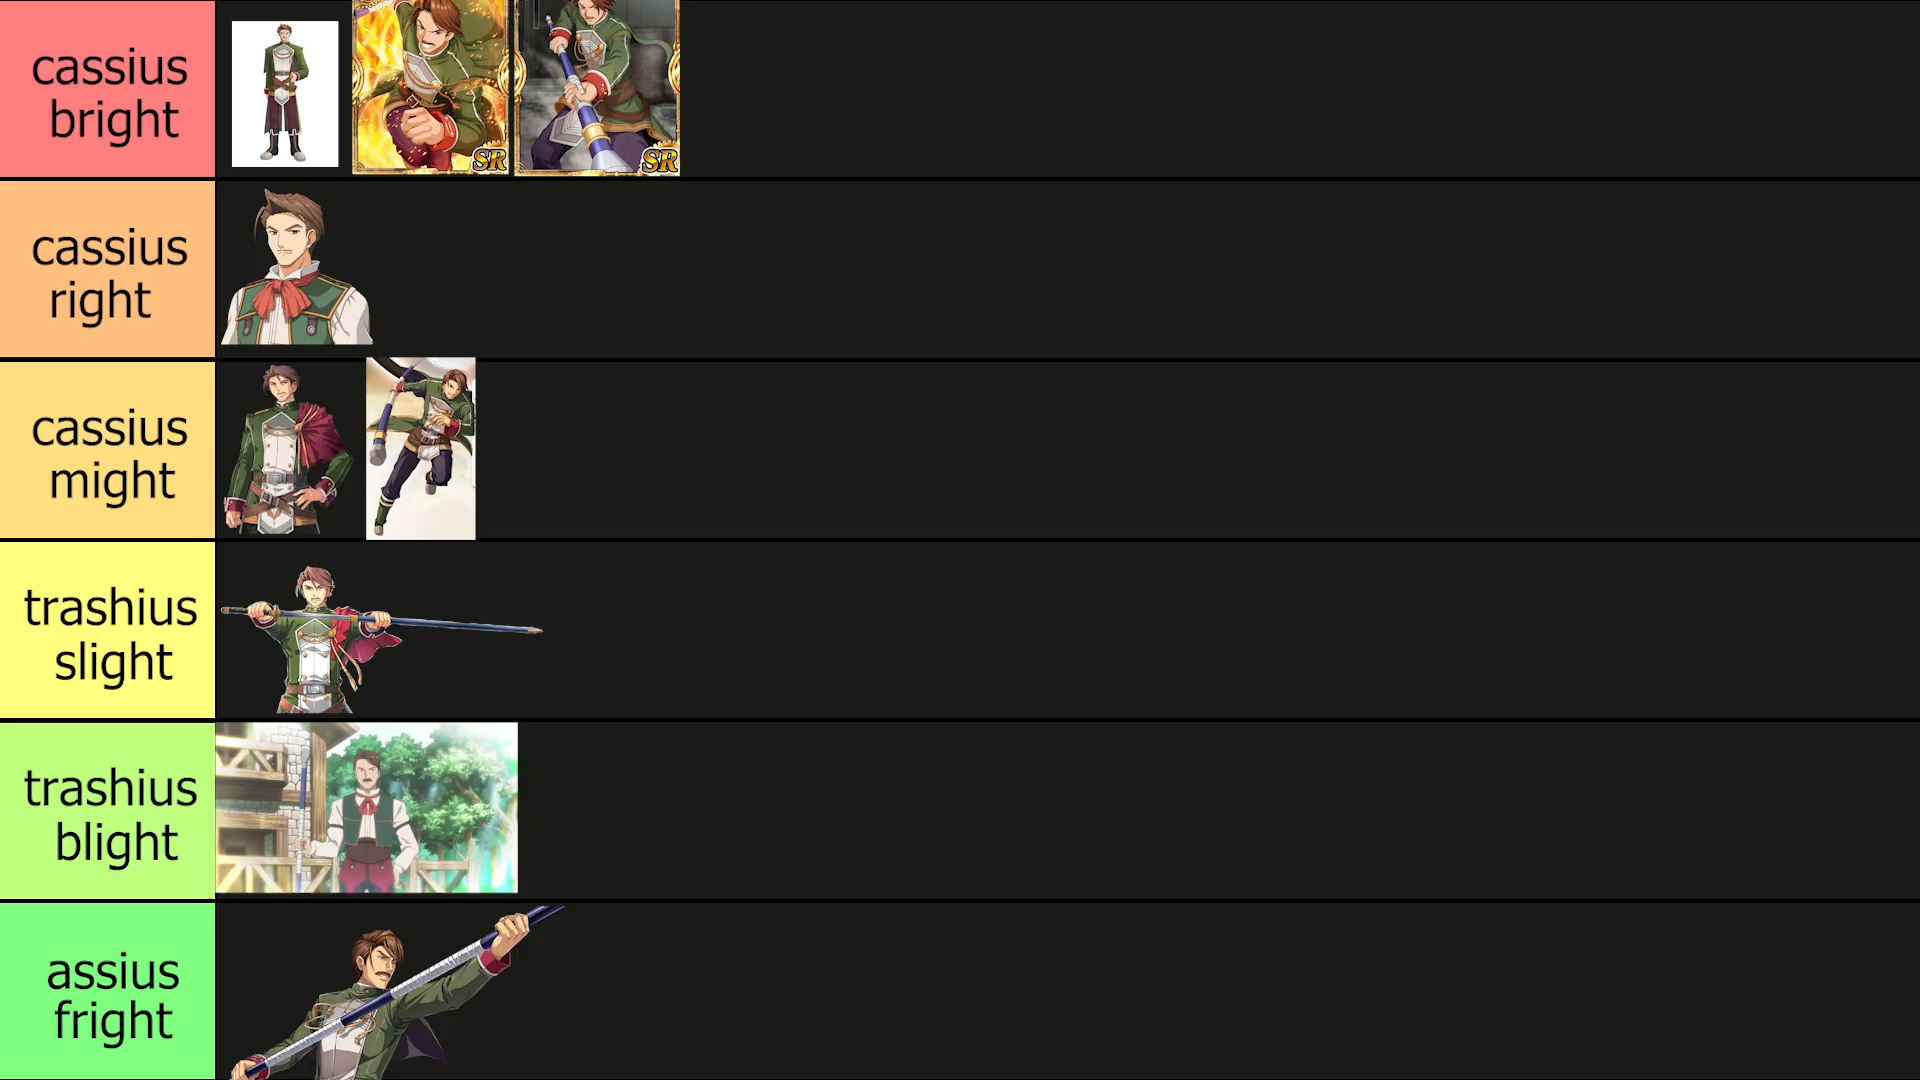 cassius
bright
SR
SR
cassius
right
cassius
might
trashius
slight
trashius
blight
assius
fright